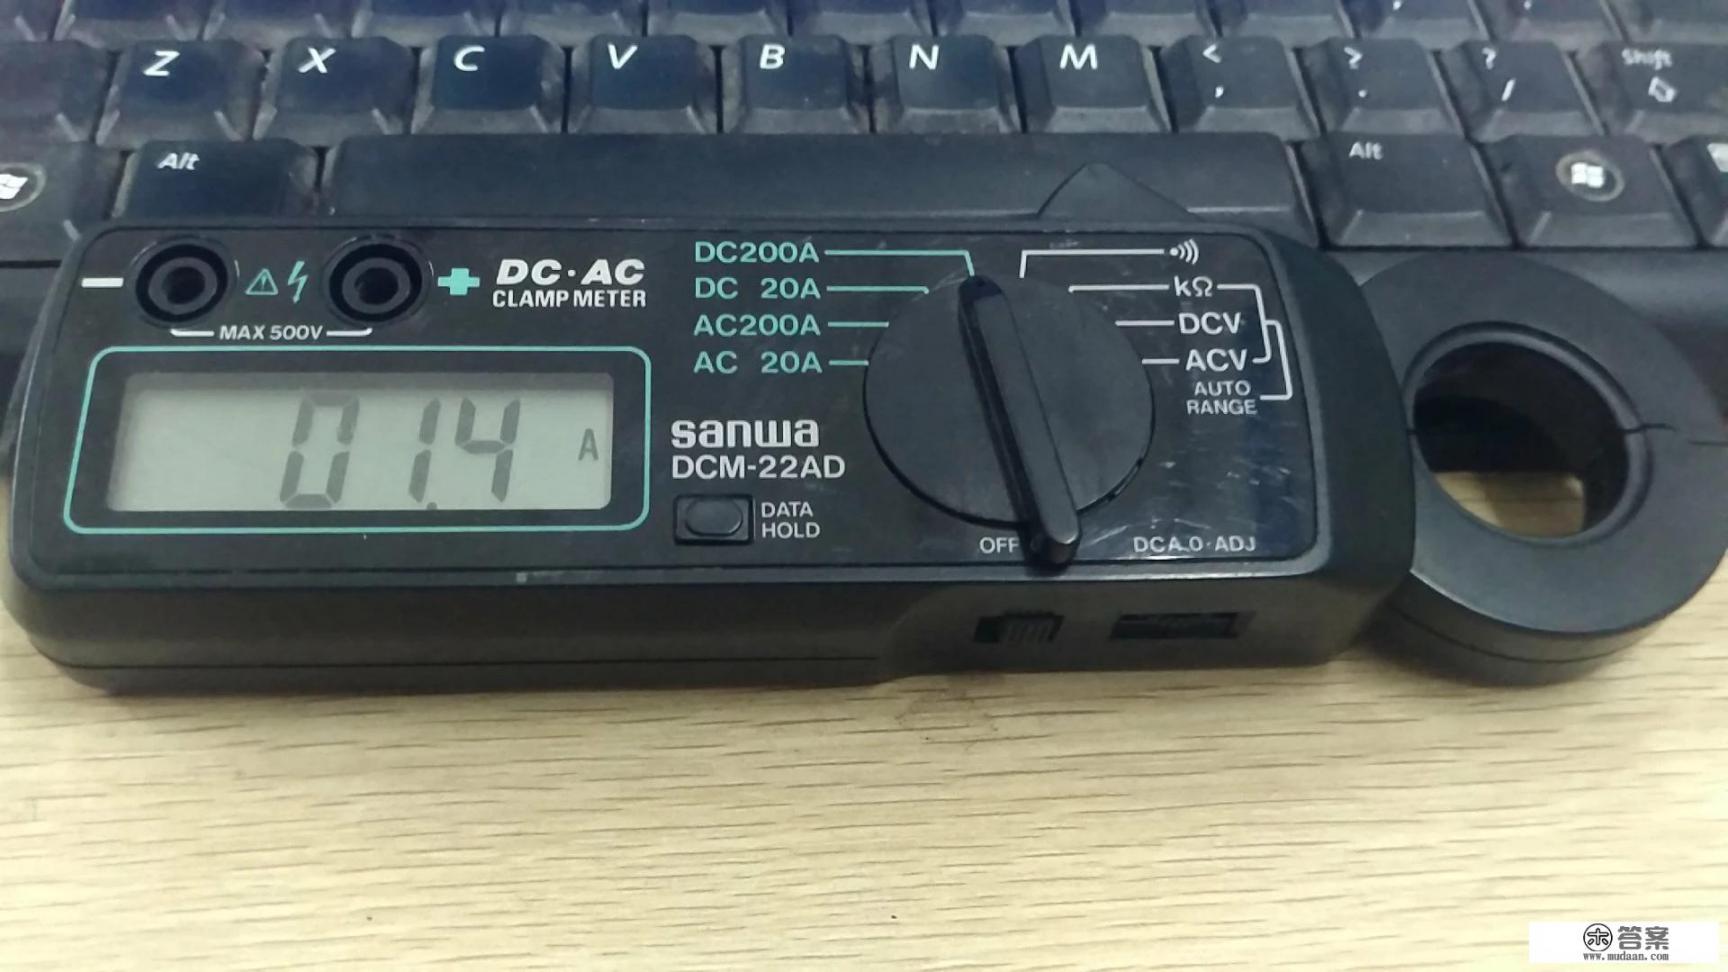 Z X C V B N M < , > . ? / Shift
Alt Alt
− + DC·AC
CLAMP METER
MAX 500V
DC200A
DC 20A
AC200A
AC 20A
kΩ
DCV
ACV
AUTO
RANGE
01.4 A
sanwa
DCM-22AD
DATA
HOLD
OFF
DCA.0·ADJ
答案
www.mudaan.com